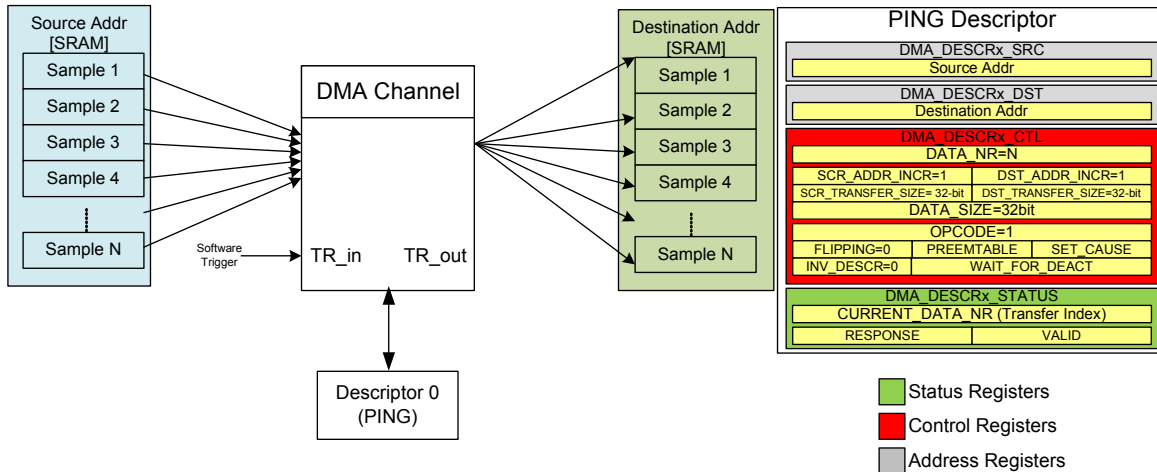 Source Addr
[SRAM]
Sample 1
Sample 2
Sample 3
Sample 4
Sample N
DMA Channel
Software
Trigger
TR_in
TR_out
Descriptor 0
(PING)
Destination Addr
[SRAM]
Sample 1
Sample 2
Sample 3
Sample 4
Sample N
PING Descriptor
DMA_DESCRx_SRC
Source Addr
DMA_DESCRx_DST
Destination Addr
DMA_DESCRx_CTL
DATA_NR=N
SCR_ADDR_INCR=1
DST_ADDR_INCR=1
SCR_TRANSFER_SIZE= 32-bit
DST_TRANSFER_SIZE=32-bit
DATA_SIZE=32bit
OPCODE=1
FLIPPING=0
PREEMTABLE
SET_CAUSE
INV_DESCR=0
WAIT_FOR_DEACT
DMA_DESCRx_STATUS
CURRENT_DATA_NR (Transfer Index)
RESPONSE
VALID
Status Registers
Control Registers
Address Registers